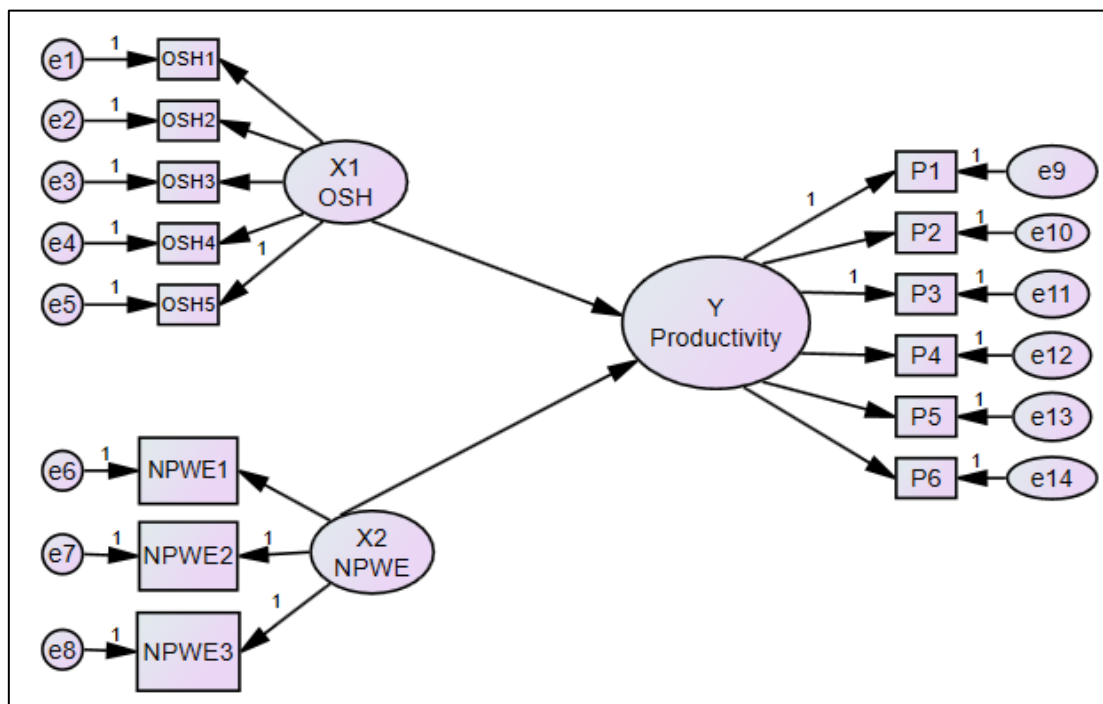 e1 1 OSH1
e2 1 OSH2
e3 1 OSH3
e4 1 OSH4
e5 1 OSH5
1
X1
OSH
e6 1 NPWE1
e7 1 NPWE2
e8 1 NPWE3
1
1
X2
NPWE
Y
Productivity
1
1
P1 1 e9
P2 1 e10
P3 1 e11
P4 1 e12
P5 1 e13
P6 1 e14